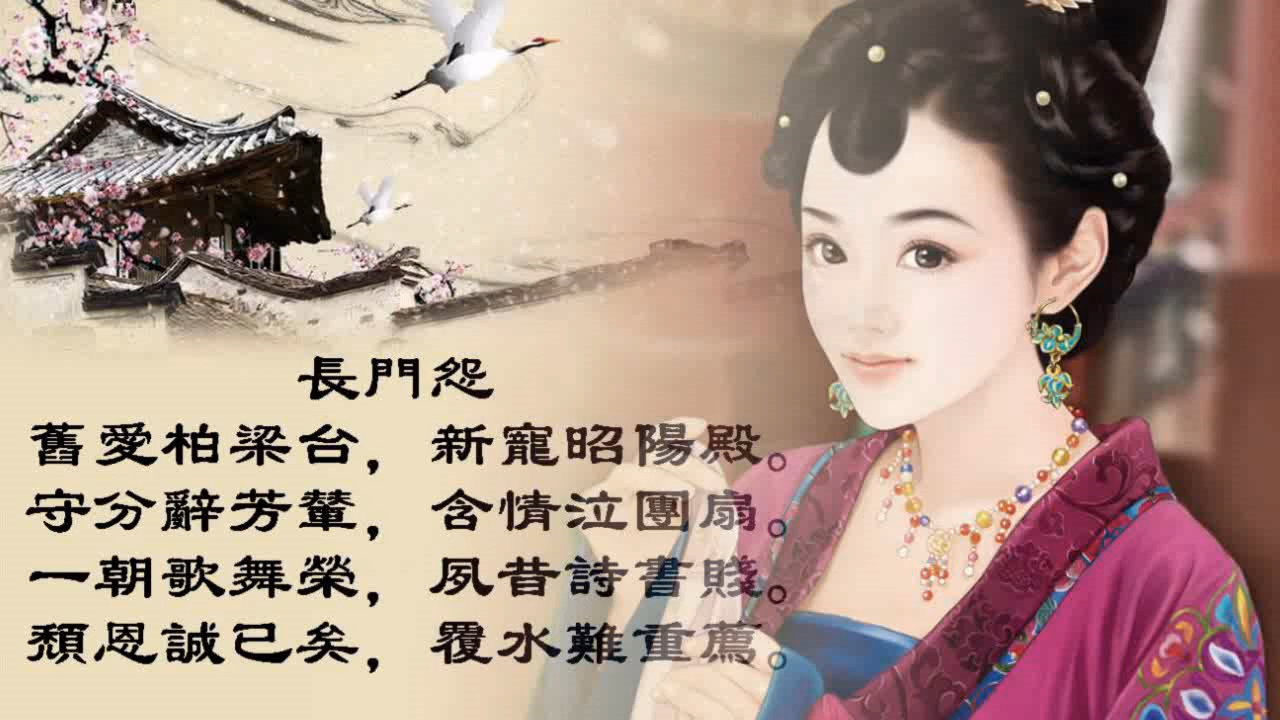 長門怨
舊愛柏梁台，新寵昭陽殿。
守分辭芳輦，含情泣團扇。
一朝歌舞榮，夙昔詩書賤。
頹恩誠已矣，覆水難重薦。